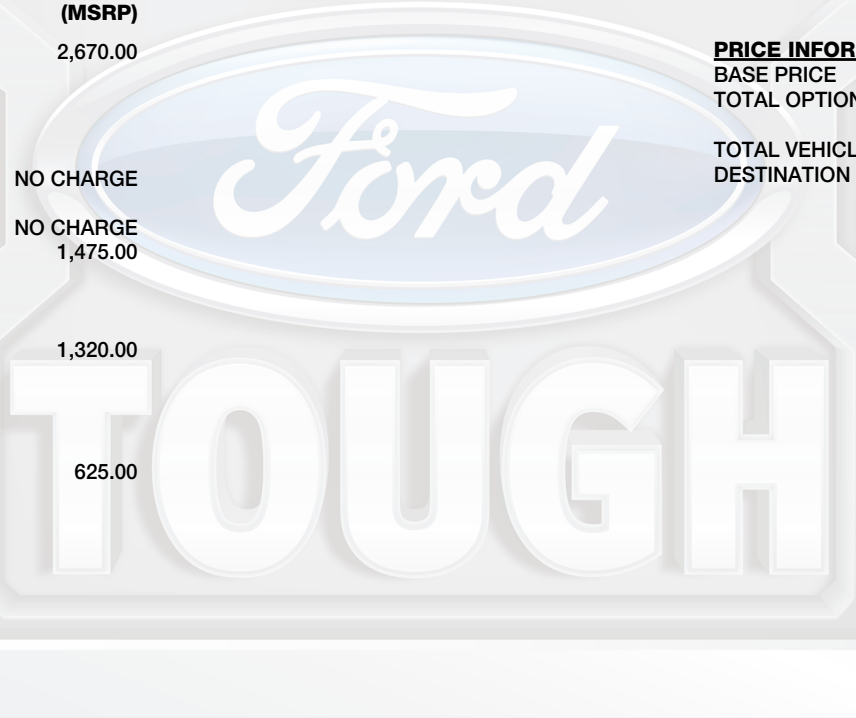 (MSRP)
2,670.00
NO CHARGE
NO CHARGE
1,475.00
1,320.00
625.00
PRICE INFOR
BASE PRICE
TOTAL OPTION
TOTAL VEHICL
DESTINATION
Ford
TOUGH